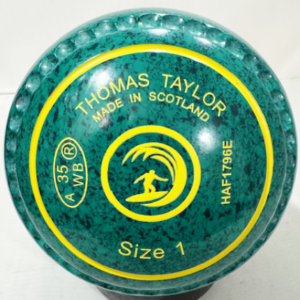 THOMAS TAYLOR
MADE IN SCOTLAND
35 ®
A WB
HAF1796E
Size 1